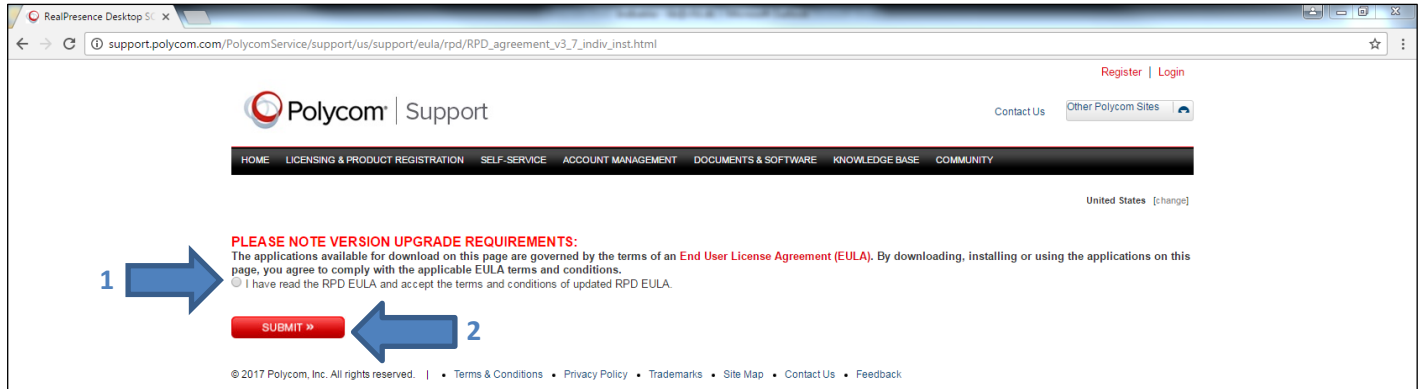 RealPresence Desktop SC
support.polycom.com/PolycomService/support/us/support/eula/rpd/RPD_agreement_v3_7_indiv_inst.html
Register | Login
Polycom | Support
Contact Us
Other Polycom Sites
HOME LICENSING & PRODUCT REGISTRATION SELF-SERVICE ACCOUNT MANAGEMENT DOCUMENTS & SOFTWARE KNOWLEDGE BASE COMMUNITY
United States [change]
PLEASE NOTE VERSION UPGRADE REQUIREMENTS:
The applications available for download on this page are governed by the terms of an End User License Agreement (EULA). By downloading, installing or using the applications on this
page, you agree to comply with the applicable EULA terms and conditions.
1
I have read the RPD EULA and accept the terms and conditions of updated RPD EULA.
SUBMIT »
2
© 2017 Polycom, Inc. All rights reserved. | • Terms & Conditions • Privacy Policy • Trademarks • Site Map • Contact Us • Feedback